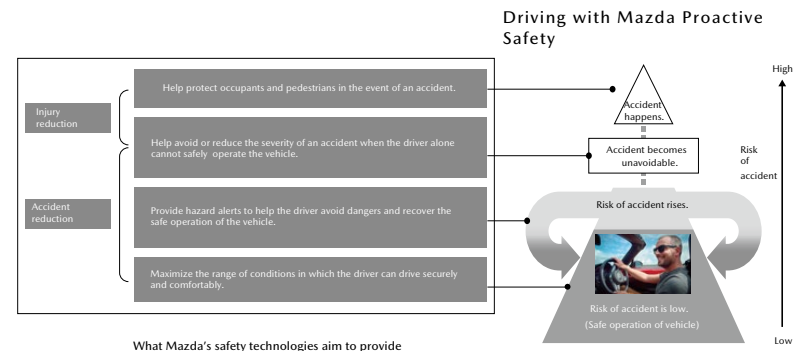 Driving with Mazda Proactive
Safety
Injury
reduction
Accident
reduction
Help protect occupants and pedestrians in the event of an accident.
Help avoid or reduce the severity of an accident when the driver alone
cannot safely operate the vehicle.
Provide hazard alerts to help the driver avoid dangers and recover the
safe operation of the vehicle.
Maximize the range of conditions in which the driver can drive securely
and comfortably.
What Mazda’s safety technologies aim to provide
Accident
happens.
Accident becomes
unavoidable.
Risk of accident rises.
Risk of accident is low.
(Safe operation of vehicle)
High
Risk
of
accident
Low